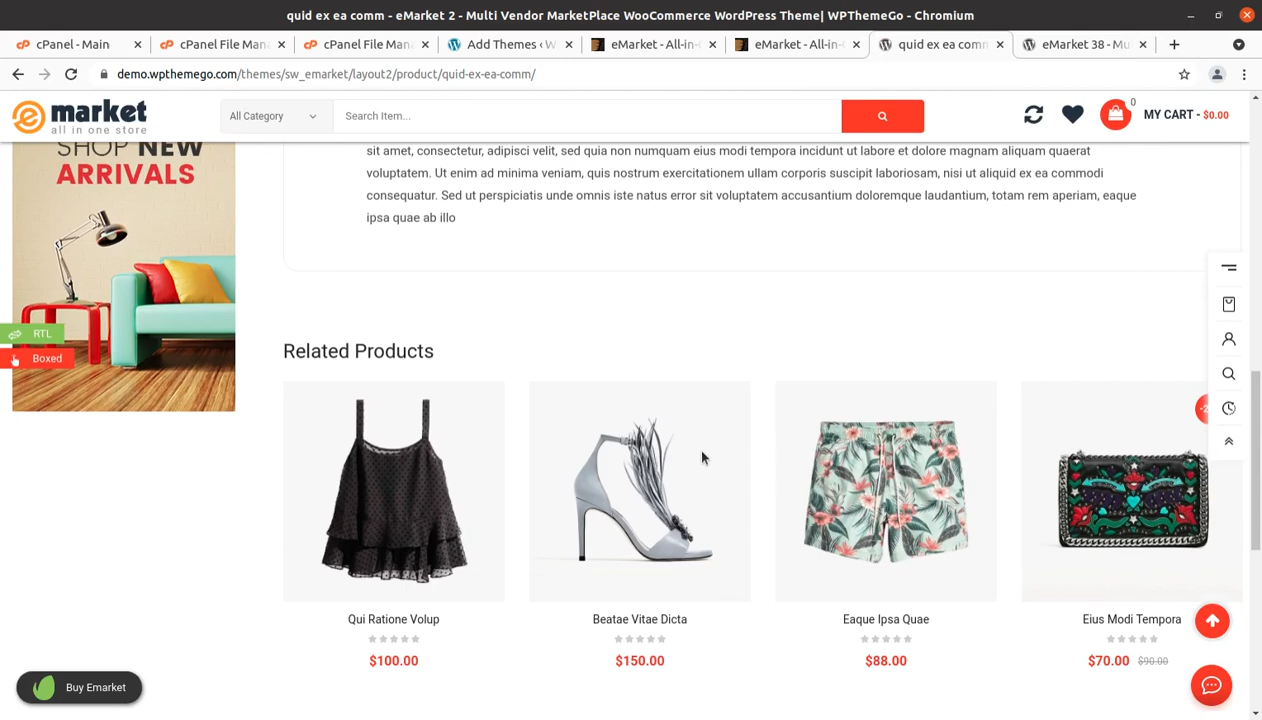 quid ex ea comm - eMarket 2 - Multi Vendor MarketPlace WooCommerce WordPress Theme| WPThemeGo - Chromium
cPanel - Main
cPanel File Man
cPanel File Man
Add Themes ‹ W
eMarket - All-in-
eMarket - All-in-
quid ex ea comm
eMarket 38 - Mu
demo.wpthemego.com/themes/sw_emarket/layout2/product/quid-ex-ea-comm/
e market
all in one store
All Category
Search Item...
0
MY CART - $0.00
SHOP NEW
ARRIVALS
sit amet, consectetur, adipisci velit, sed quia non numquam eius modi tempora incidunt ut labore et dolore magnam aliquam quaerat
voluptatem. Ut enim ad minima veniam, quis nostrum exercitationem ullam corporis suscipit laboriosam, nisi ut aliquid ex ea commodi
consequatur. Sed ut perspiciatis unde omnis iste natus error sit voluptatem accusantium doloremque laudantium, totam rem aperiam, eaque
ipsa quae ab illo
RTL
Boxed
Related Products
Qui Ratione Volup
$100.00
Beatae Vitae Dicta
$150.00
Eaque Ipsa Quae
$88.00
Eius Modi Tempora
$70.00 $90.00
Buy Emarket